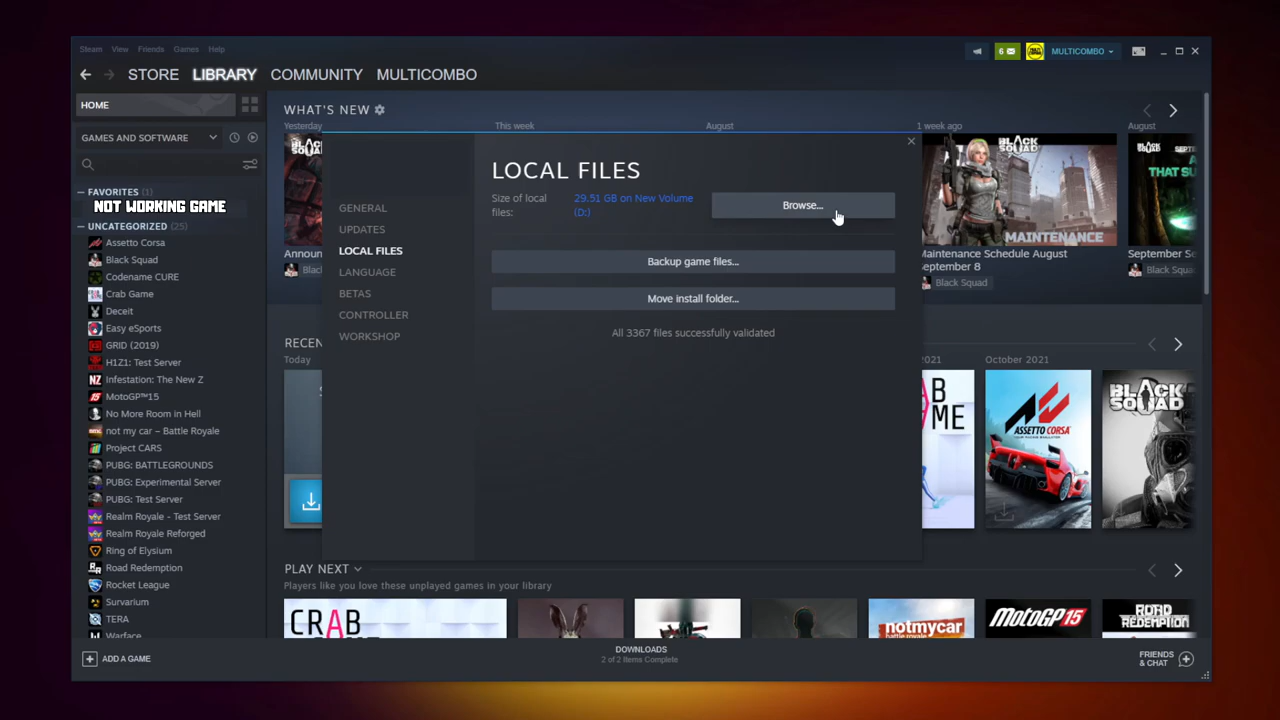 Steam View Friends Games Help
6 MULTICOMBO
STORE LIBRARY COMMUNITY MULTICOMBO
HOME
GAMES AND SOFTWARE
FAVORITES (1)
NOT WORKING GAME
UNCATEGORIZED (25)
Assetto Corsa
Black Squad
Codename CURE
Crab Game
Deceit
Easy eSports
GRID (2019)
H1Z1: Test Server
Infestation: The New Z
MotoGP™15
No More Room in Hell
not my car – Battle Royale
Project CARS
PUBG: BATTLEGROUNDS
PUBG: Experimental Server
PUBG: Test Server
Realm Royale - Test Server
Realm Royale Reforged
Ring of Elysium
Road Redemption
Rocket League
Survarium
TERA
Warface
ADD A GAME
WHAT'S NEW
Yesterday This week August 1 week ago August
BLACK SQUAD
Maintenance Schedule August
September 8
Black Squad
MAINTENANCE
Today
2021 October 2021
ASSETTO CORSA
BLACK SQUAD
LOCAL FILES
Size of local
files:
29.51 GB on New Volume
(D:)
Browse...
Backup game files...
Move install folder...
All 3367 files successfully validated
GENERAL
UPDATES
LOCAL FILES
LANGUAGE
BETAS
CONTROLLER
WORKSHOP
PLAY NEXT
Players like you love these unplayed games in your library
CRAB
notmycar
battle royale
MotoGP15
ROAD
REDEMPTION
DOWNLOADS
2 of 2 Items Complete
FRIENDS
& CHAT